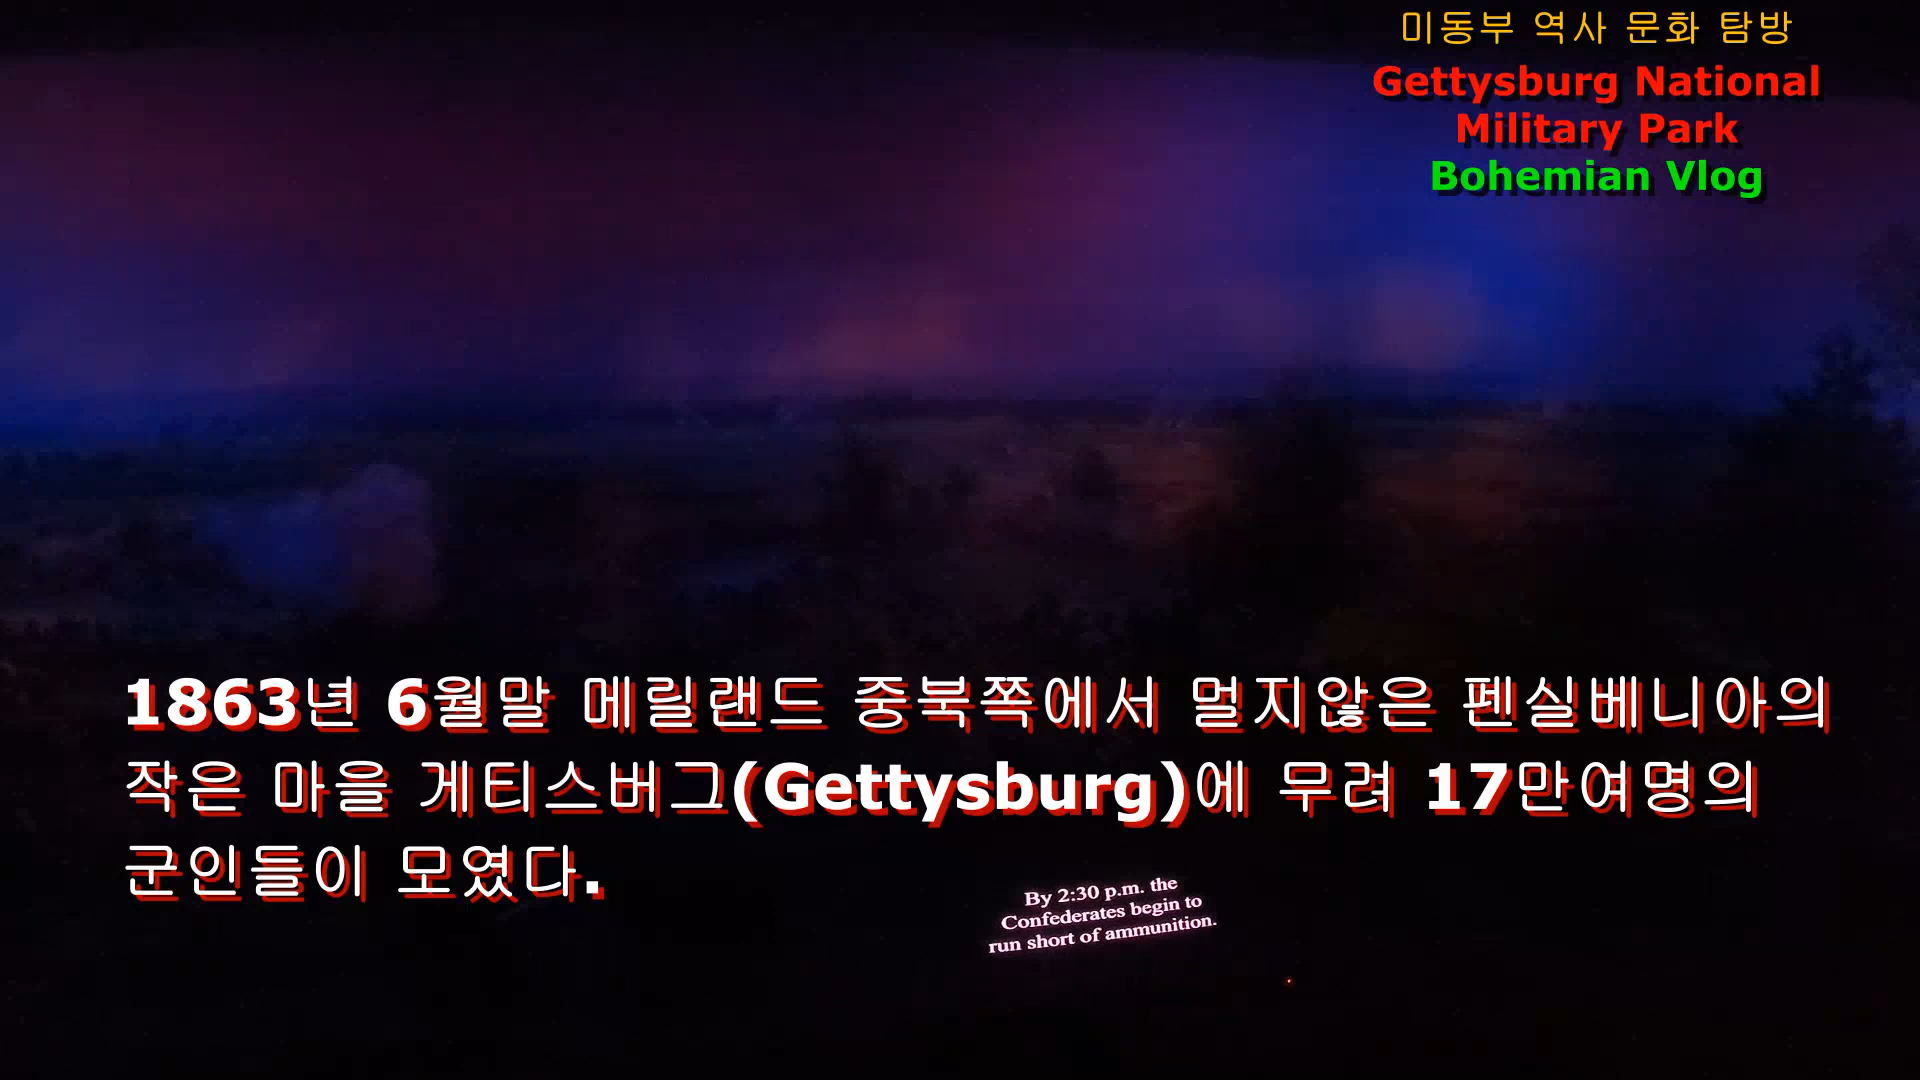 미동부 역사 문화 탐방
Gettysburg National
Military Park
Bohemian Vlog
1863년 6월말 메릴랜드 중북쪽에서 멀지않은 펜실베니아의
작은 마을 게티스버그(Gettysburg)에 무려 17만여명의
군인들이 모였다.
By 2:30 p.m. the
Confederates begin to
run short of ammunition.